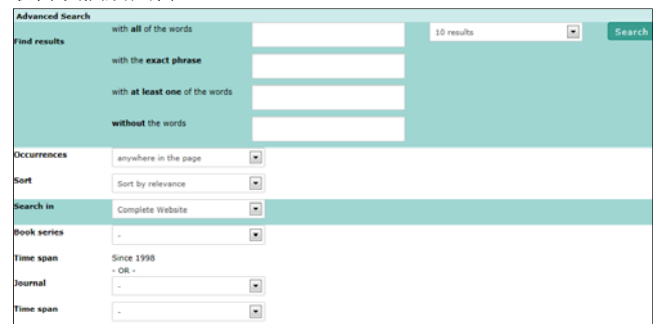 Advanced Search
Find results
with all of the words
10 results
Search
with the exact phrase
with at least one of the words
without the words
Occurrences
anywhere in the page
Sort
Sort by relevance
Search in
Complete Website
Book series
-
Time span
Since 1998
- OR -
Journal
-
Time span
-